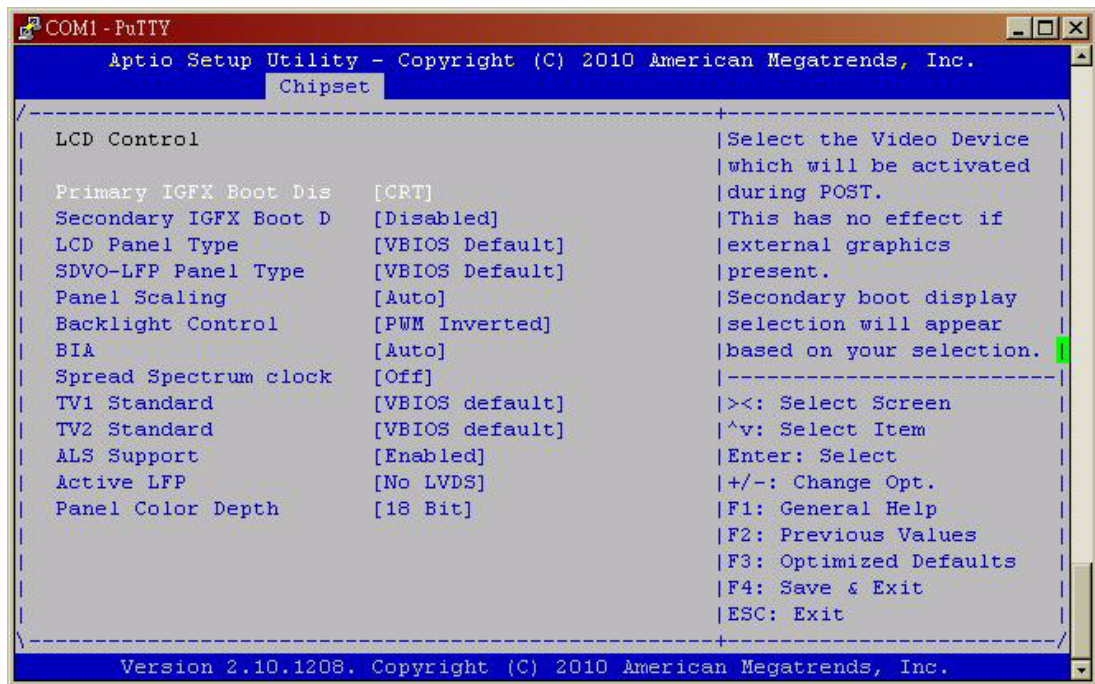 COM1 - PuTTY
Aptio Setup Utility - Copyright (C) 2010 American Megatrends, Inc.
Chipset
/-----------------------------------------------------+-------------------------\
| LCD Control |Select the Video Device |
| |which will be activated |
| Primary IGFX Boot Dis [CRT] |during POST. |
| Secondary IGFX Boot D [Disabled] |This has no effect if |
| LCD Panel Type [VBIOS Default] |external graphics |
| SDVO-LFP Panel Type [VBIOS Default] |present. |
| Panel Scaling [Auto] |Secondary boot display |
| Backlight Control [PWM Inverted] |selection will appear |
| BIA [Auto] |based on your selection. |
| Spread Spectrum clock [Off] |-------------------------|
| TV1 Standard [VBIOS default] |><: Select Screen |
| TV2 Standard [VBIOS default] |^v: Select Item |
| ALS Support [Enabled] |Enter: Select |
| Active LFP [No LVDS] |+/-: Change Opt. |
| Panel Color Depth [18 Bit] |F1: General Help |
| |F2: Previous Values |
| |F3: Optimized Defaults |
| |F4: Save & Exit |
| |ESC: Exit |
\-----------------------------------------------------+-------------------------/
Version 2.10.1208. Copyright (C) 2010 American Megatrends, Inc.